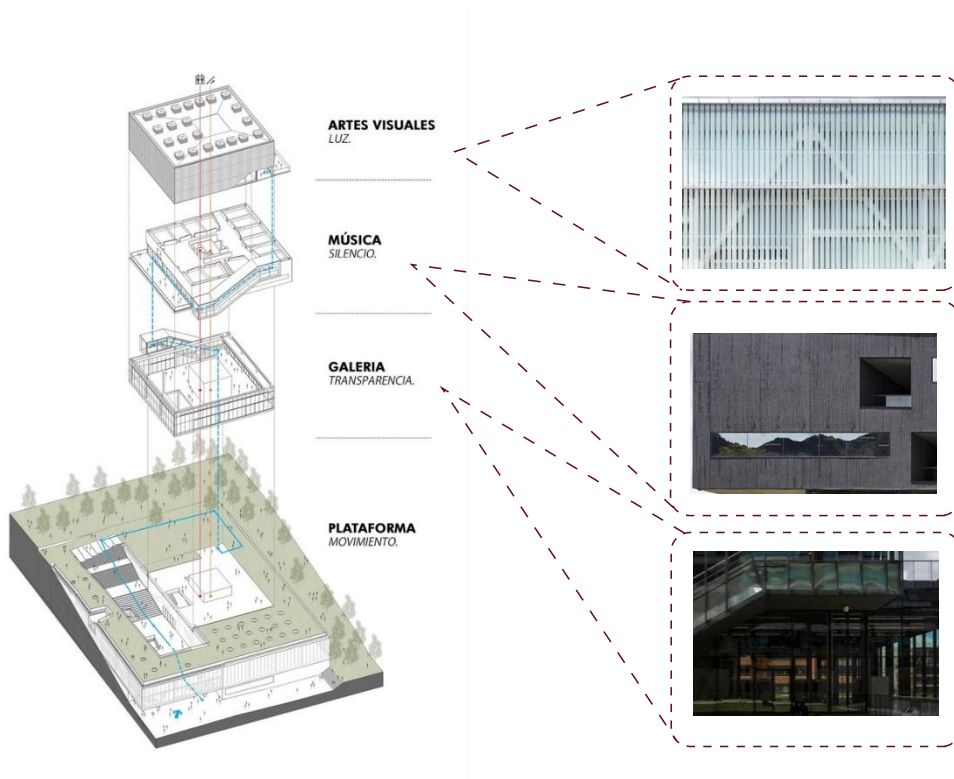 ARTES VISUALES
LUZ.
MÚSICA
SILENCIO.
GALERIA
TRANSPARENCIA.
PLATAFORMA
MOVIMIENTO.